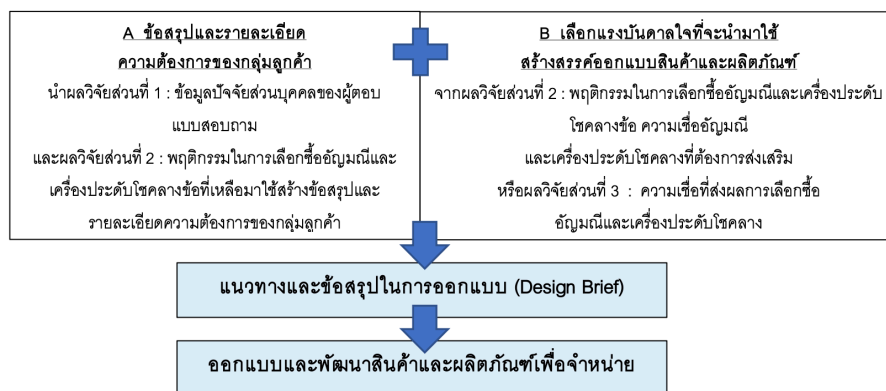 A ข้อสรุปและรายละเอียด
ความต้องการของกลุ่มลูกค้า
นำผลวิจัยส่วนที่ 1 : ข้อมูลปัจจัยส่วนบุคคลของผู้ตอบ
แบบสอบถาม
และผลวิจัยส่วนที่ 2 : พฤติกรรมในการเลือกซื้ออัญมณีและ
เครื่องประดับโชคลางข้อที่เหลือมาใช้สร้างข้อสรุปและ
รายละเอียดความต้องการของกลุ่มลูกค้า
B เลือกแรงบันดาลใจที่จะนำมาใช้
สร้างสรรค์ออกแบบสินค้าและผลิตภัณฑ์
จากผลวิจัยส่วนที่ 2 : พฤติกรรมในการเลือกซื้ออัญมณีและเครื่องประดับ
โชคลางข้อ ความเชื่ออัญมณี
และเครื่องประดับโชคลางที่ต้องการส่งเสริม
หรือผลวิจัยส่วนที่ 3 : ความเชื่อที่ส่งผลการเลือกซื้อ
อัญมณีและเครื่องประดับโชคลาง
แนวทางและข้อสรุปในการออกแบบ (Design Brief)
ออกแบบและพัฒนาสินค้าและผลิตภัณฑ์เพื่อจำหน่าย